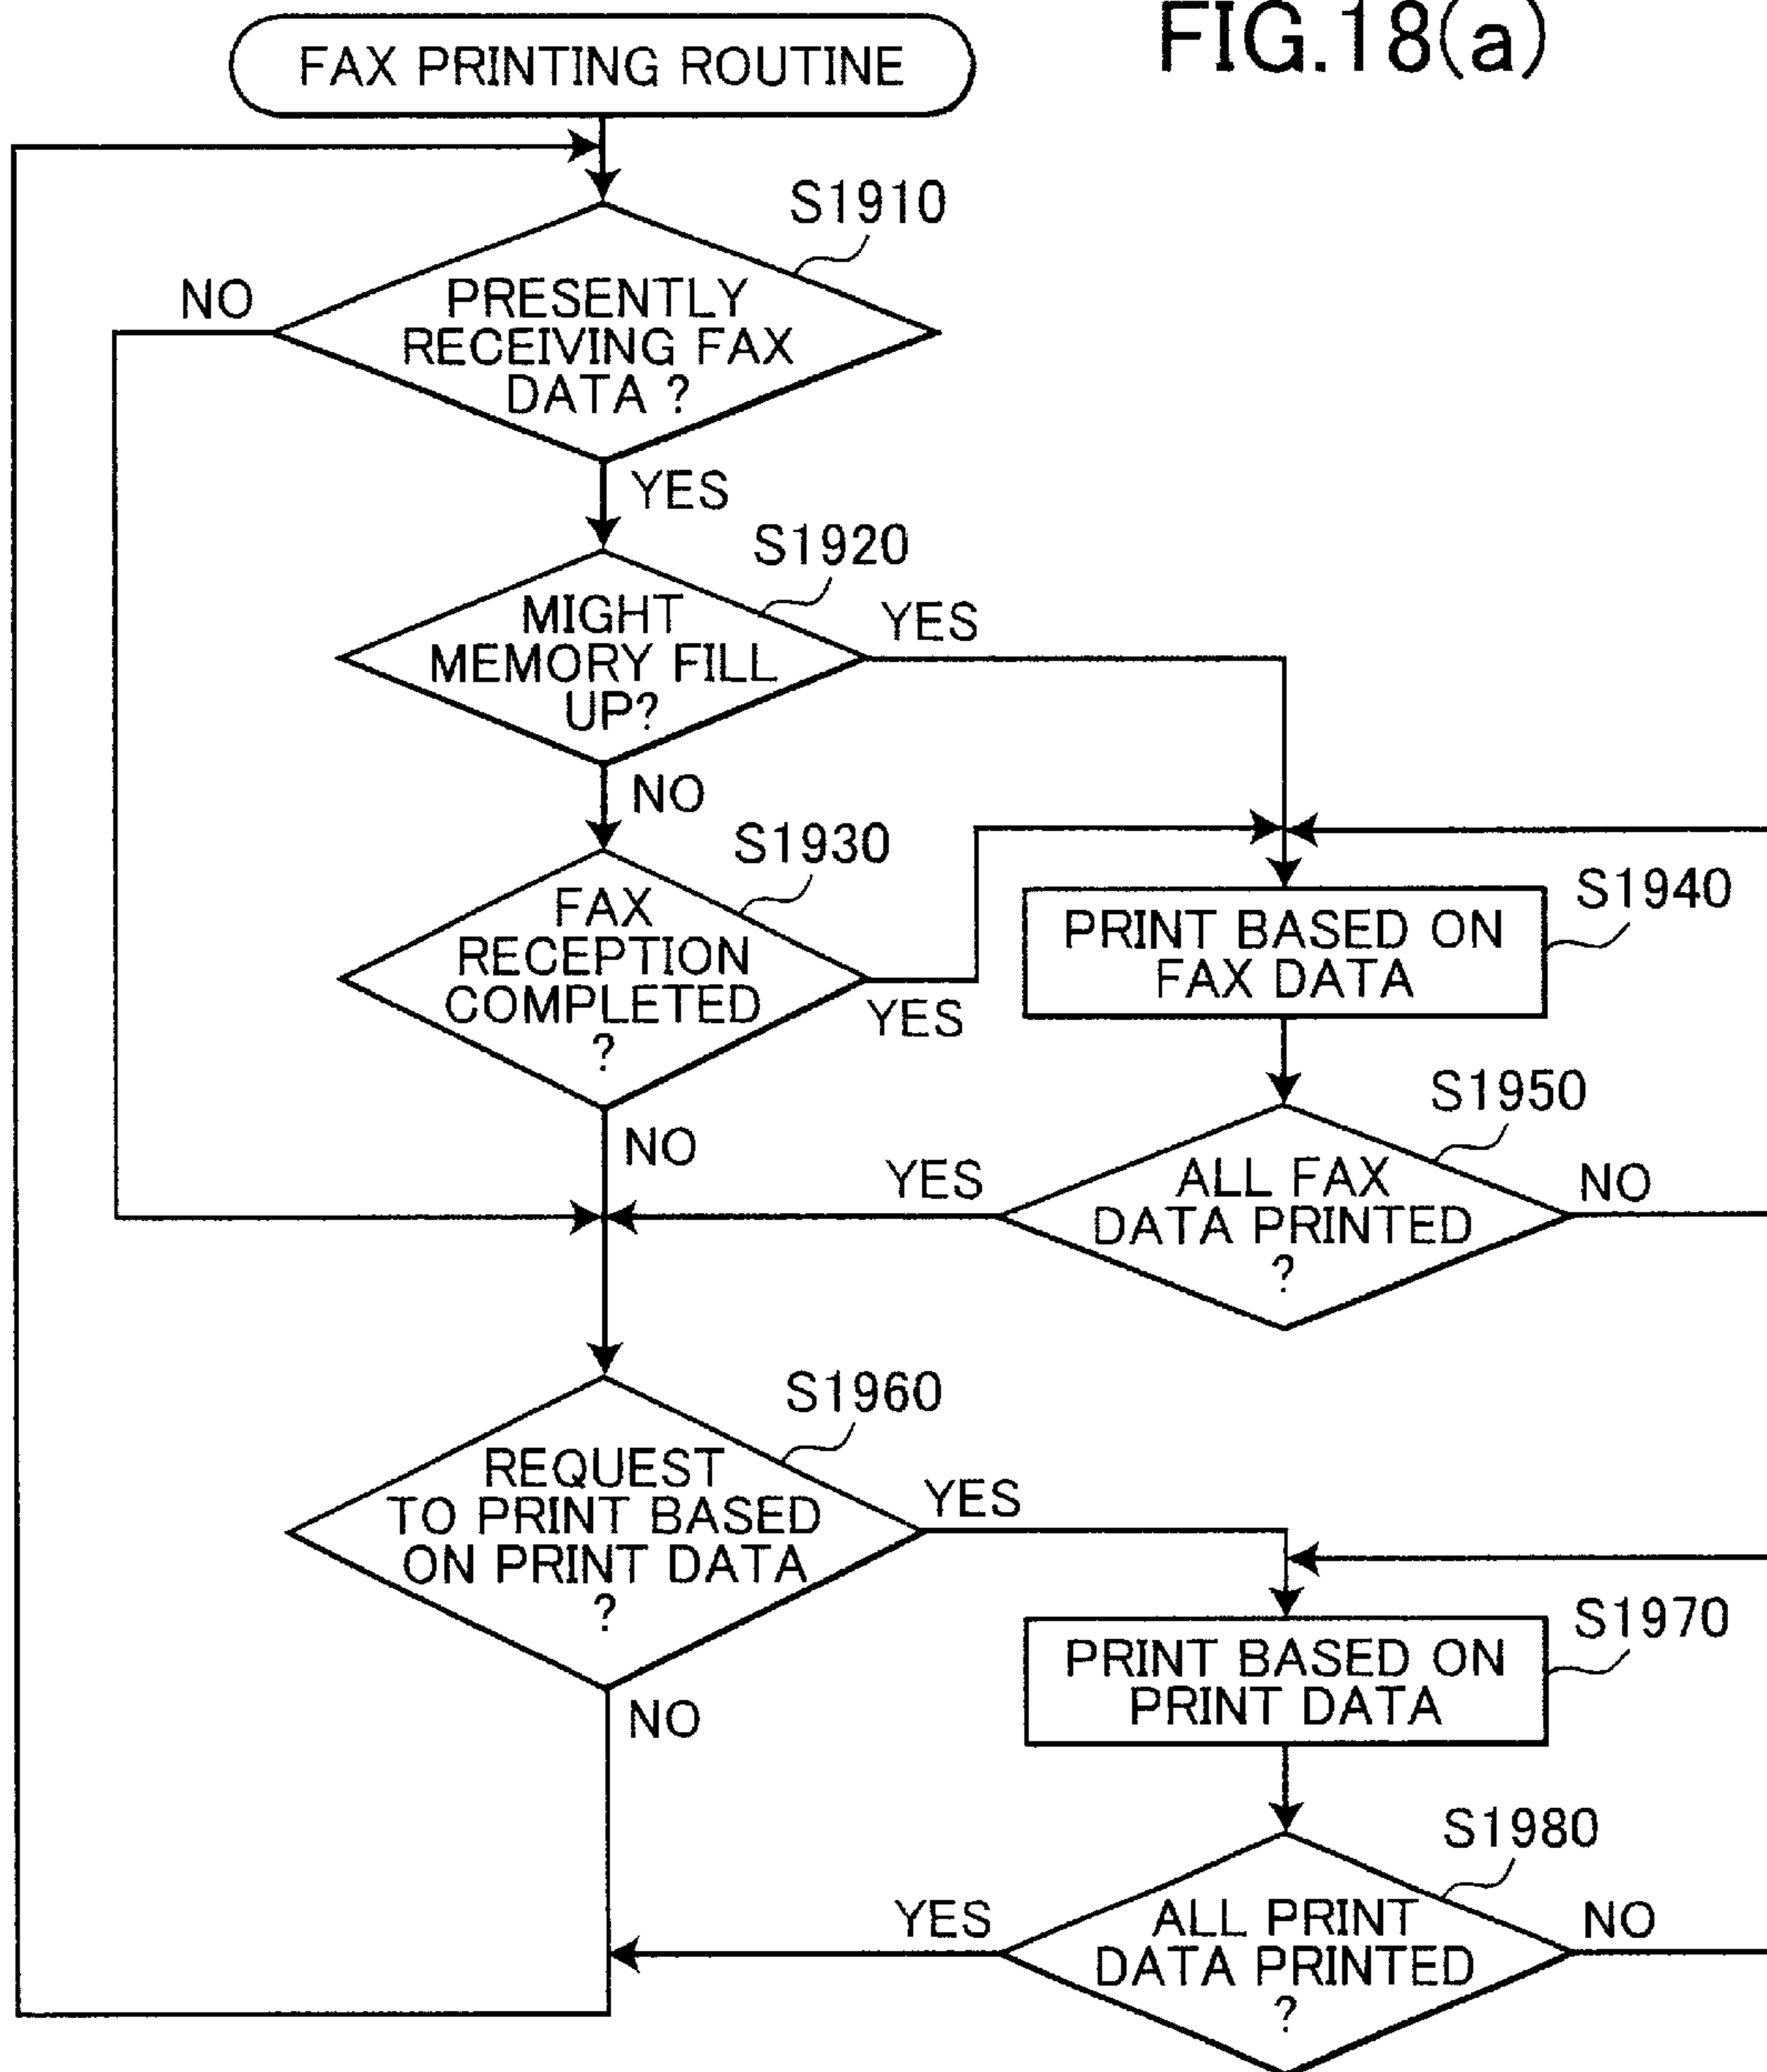 FIG.18(a)
FAX PRINTING ROUTINE
S1910
NO
PRESENTLY
RECEIVING FAX
DATA ?
YES
S1920
MIGHT
MEMORY FILL
UP?
YES
NO
S1930
FAX
RECEPTION
COMPLETED
?
YES
S1940
PRINT BASED ON
FAX DATA
NO
S1950
YES
ALL FAX
DATA PRINTED
?
NO
S1960
REQUEST
TO PRINT BASED
ON PRINT DATA
?
YES
S1970
PRINT BASED ON
PRINT DATA
NO
S1980
YES
ALL PRINT
DATA PRINTED
?
NO